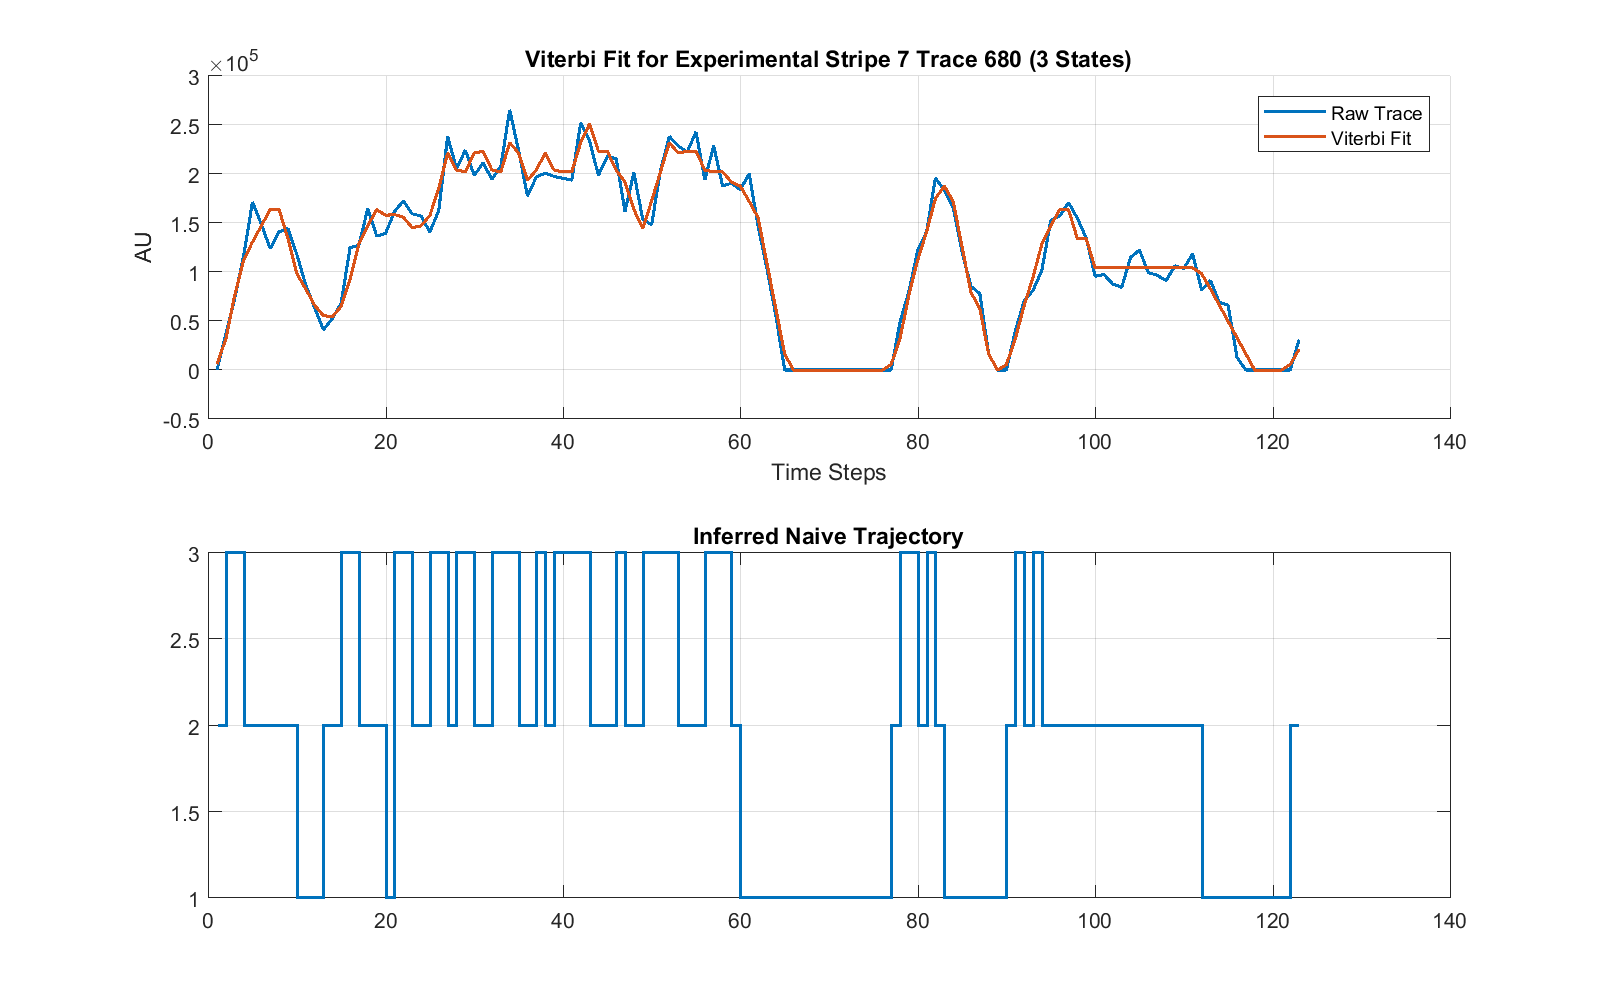 Viterbi Fit for Experimental Stripe 7 Trace 680 (3 States)
×10⁵
3
2.5
2
1.5
1
0.5
0
-0.5
AU
Raw Trace
Viterbi Fit
0 20 40 60 80 100 120 140
Time Steps
Inferred Naive Trajectory
3
2.5
2
1.5
1
0 20 40 60 80 100 120 140